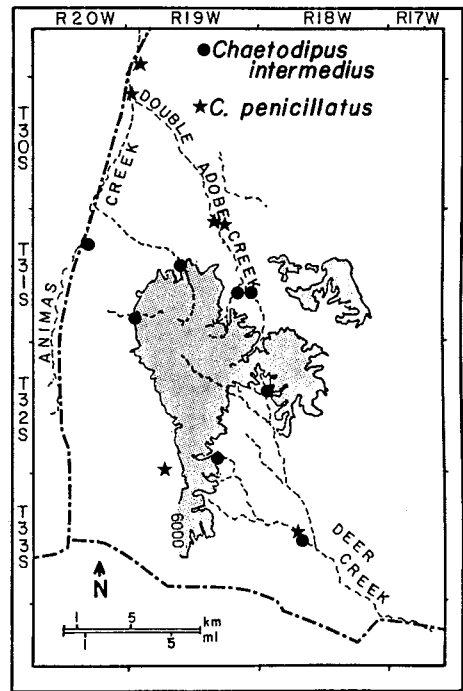 R20W R19W R18W R17W
Chaetodipus
intermedius
C. penicillatus
T30S
T31S
T32S
T33S
DOUBLE
ADOBE CREEK
ANIMAS
CREEK
6000
DEER
CREEK
N
1 5 km
1 5 mi